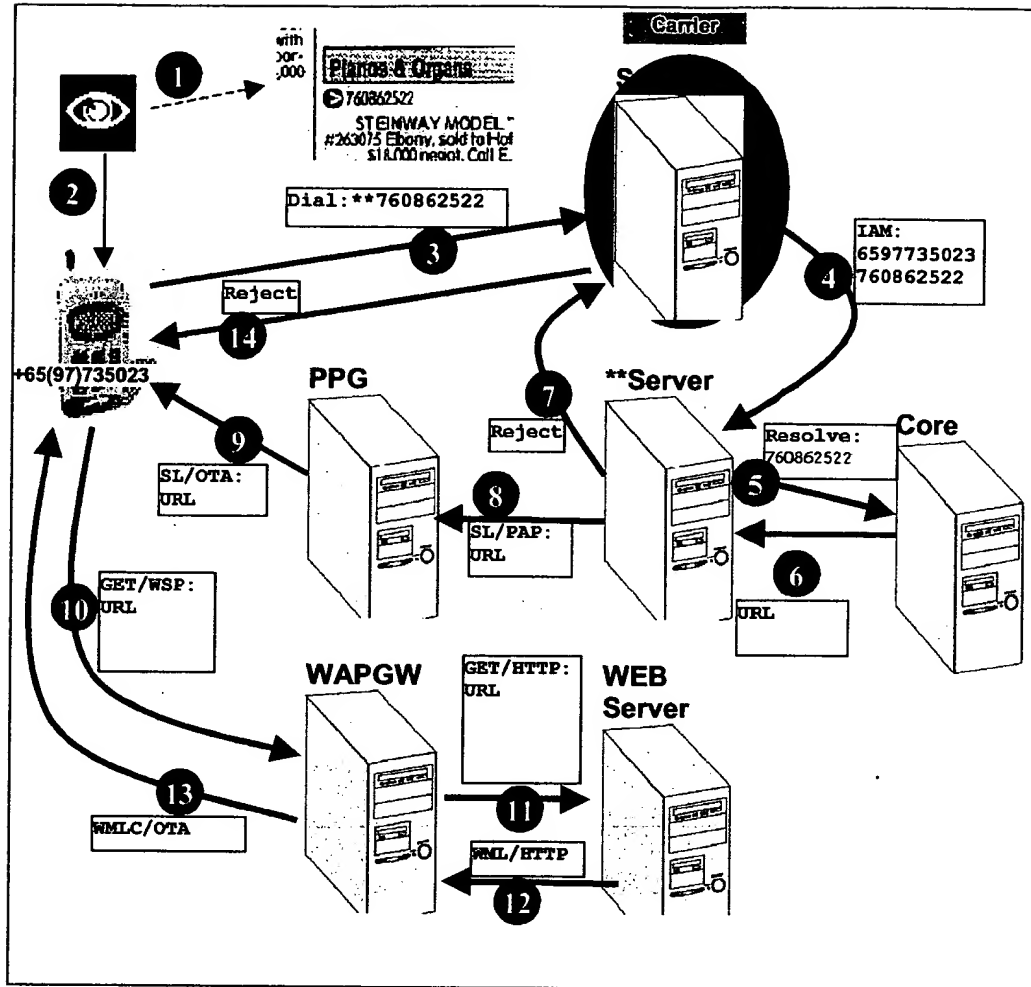 Carrier
with
por-
,000
Pianos & Organs
760862522
STEINWAY MODEL "
#263075 Ebony, sold to Hof
$18,000 negot. Call E.
S
1
2
Dial:**760862522
3
IAM:
6597735023
760862522
4
Reject
14
+65(97)735023
PPG
**Server
7
Reject
Resolve:
760862522
Core
5
9
SL/OTA:
URL
8
SL/PAP:
URL
6
URL
10
GET/WSP:
URL
WAPGW
GET/HTTP:
URL
WEB
Server
13
WMLC/OTA
11
WML/HTTP
12